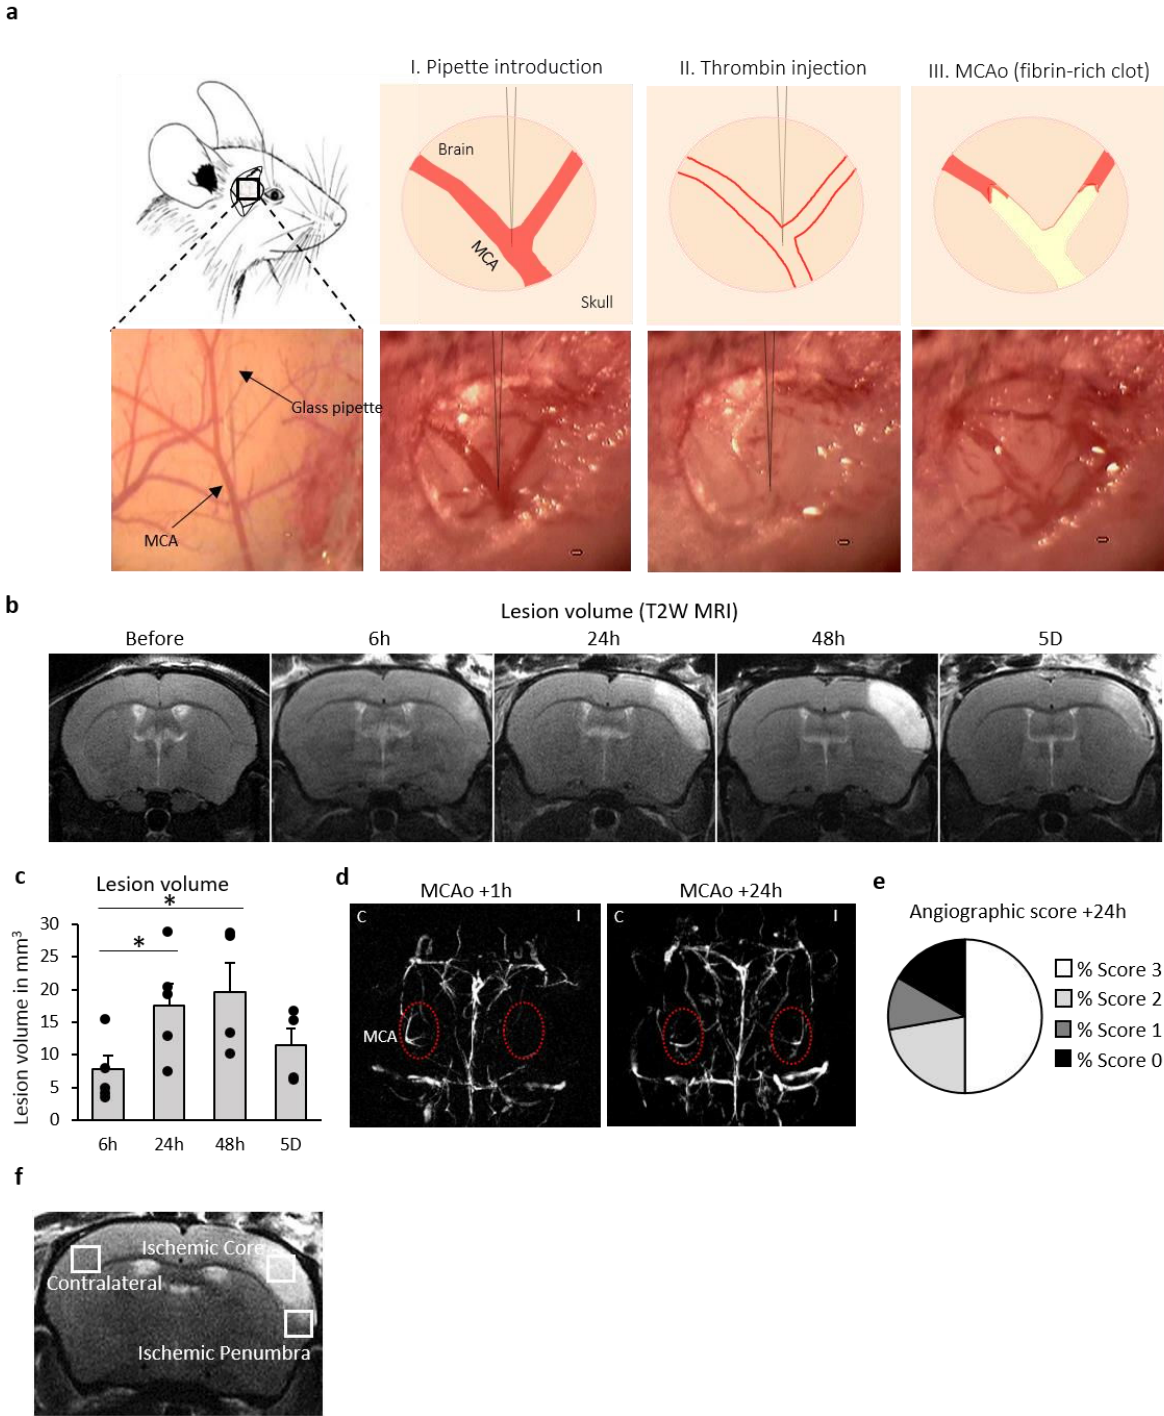 a
I. Pipette introduction
II. Thrombin injection
III. MCAo (fibrin-rich clot)
Brain
MCA
Skull
Glass pipette
MCA
b
Lesion volume (T2W MRI)
Before
6h
24h
48h
5D
c
Lesion volume
*
*
Lesion volume in mm³
30
25
20
15
10
5
0
6h
24h
48h
5D
d
MCAo +1h
MCAo +24h
C
I
C
I
MCA
e
Angiographic score +24h
% Score 3
% Score 2
% Score 1
% Score 0
f
Ischemic Core
Contralateral
Ischemic Penumbra